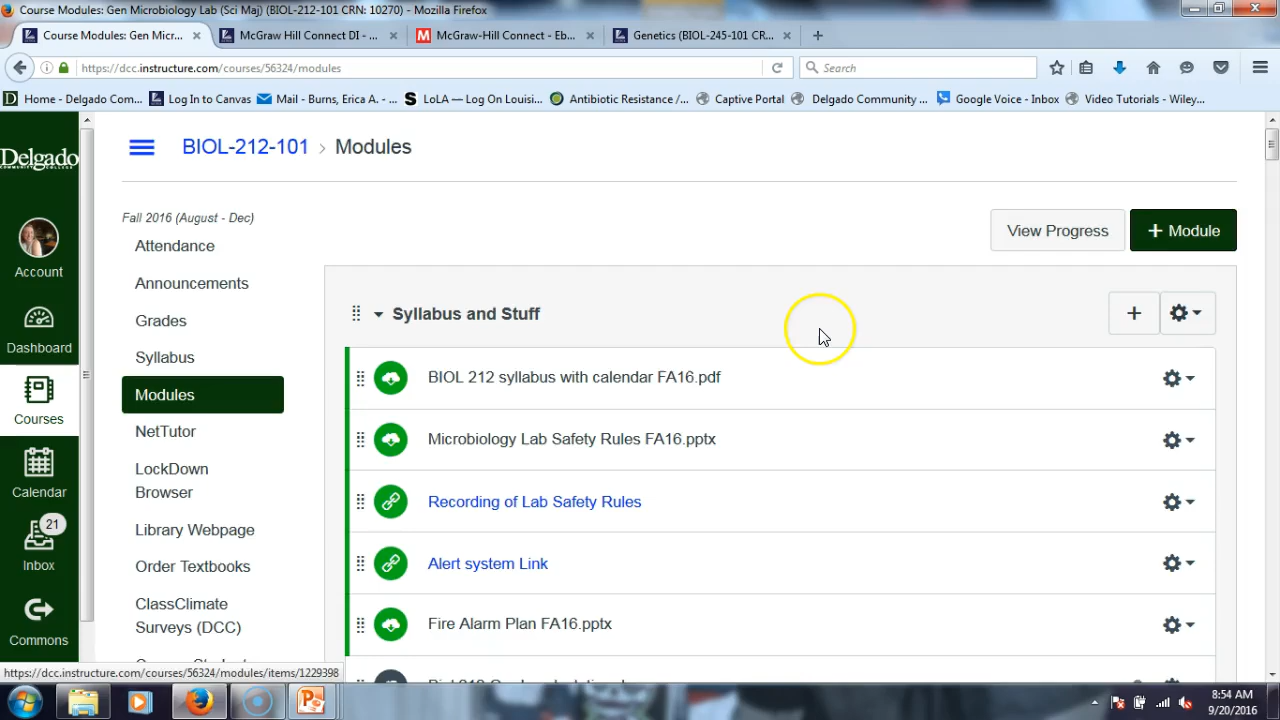 Course Modules: Gen Microbiology Lab (Sci Maj) (BIOL-212-101 CRN: 10270) - Mozilla Firefox
Course Modules: Gen Micr...
McGraw Hill Connect DI - ...
McGraw-Hill Connect - Eb...
Genetics (BIOL-245-101 CR...
https://dcc.instructure.com/courses/56324/modules
Search
Home - Delgado Com...
Log In to Canvas
Mail - Burns, Erica A. - ...
LoLA — Log On Louisi...
Antibiotic Resistance /...
Captive Portal
Delgado Community ...
Google Voice - Inbox
Video Tutorials - Wiley...
Delgado
COMMUNITY COLLEGE
Account
Dashboard
Courses
Calendar
21
Inbox
Commons
BIOL-212-101 > Modules
Fall 2016 (August - Dec)
Attendance
Announcements
Grades
Syllabus
Modules
NetTutor
LockDown
Browser
Library Webpage
Order Textbooks
ClassClimate
Surveys (DCC)
View Progress
+ Module
Syllabus and Stuff
BIOL 212 syllabus with calendar FA16.pdf
Microbiology Lab Safety Rules FA16.pptx
Recording of Lab Safety Rules
Alert system Link
Fire Alarm Plan FA16.pptx
https://dcc.instructure.com/courses/56324/modules/items/1229398
8:54 AM
9/20/2016